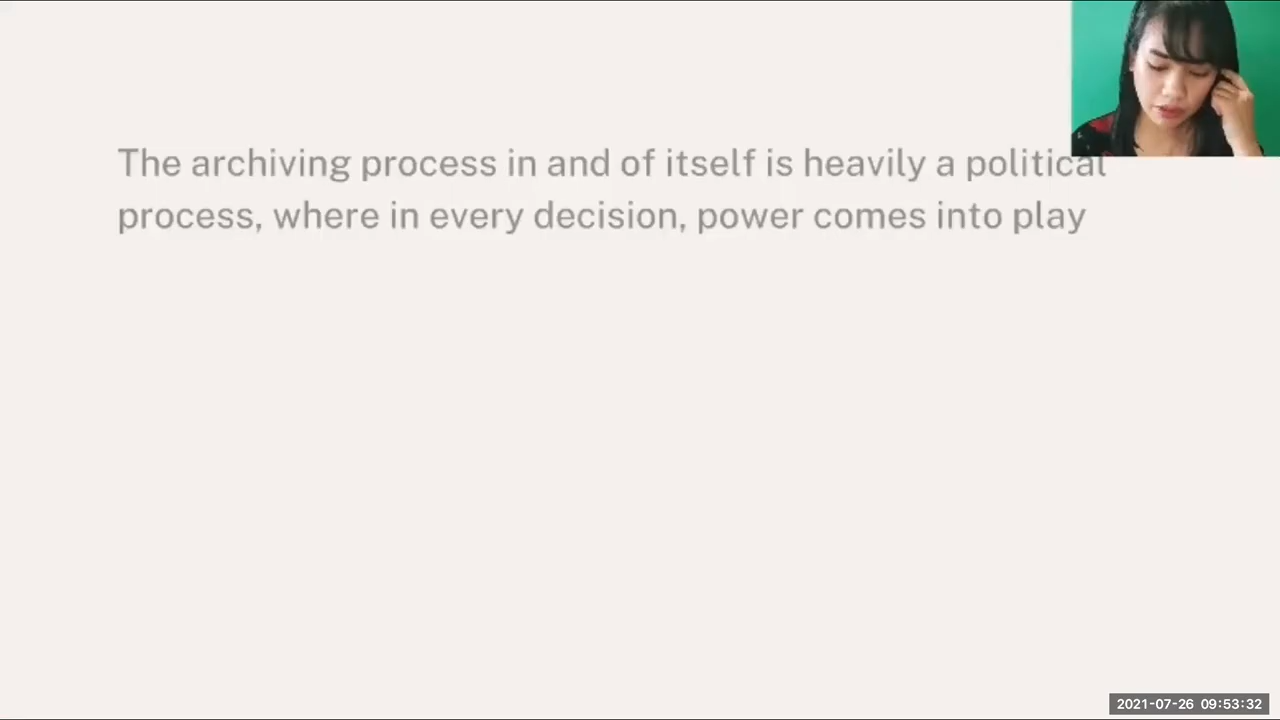 The archiving process in and of itself is heavily a political
process, where in every decision, power comes into play
2021-07-26 09:53:32